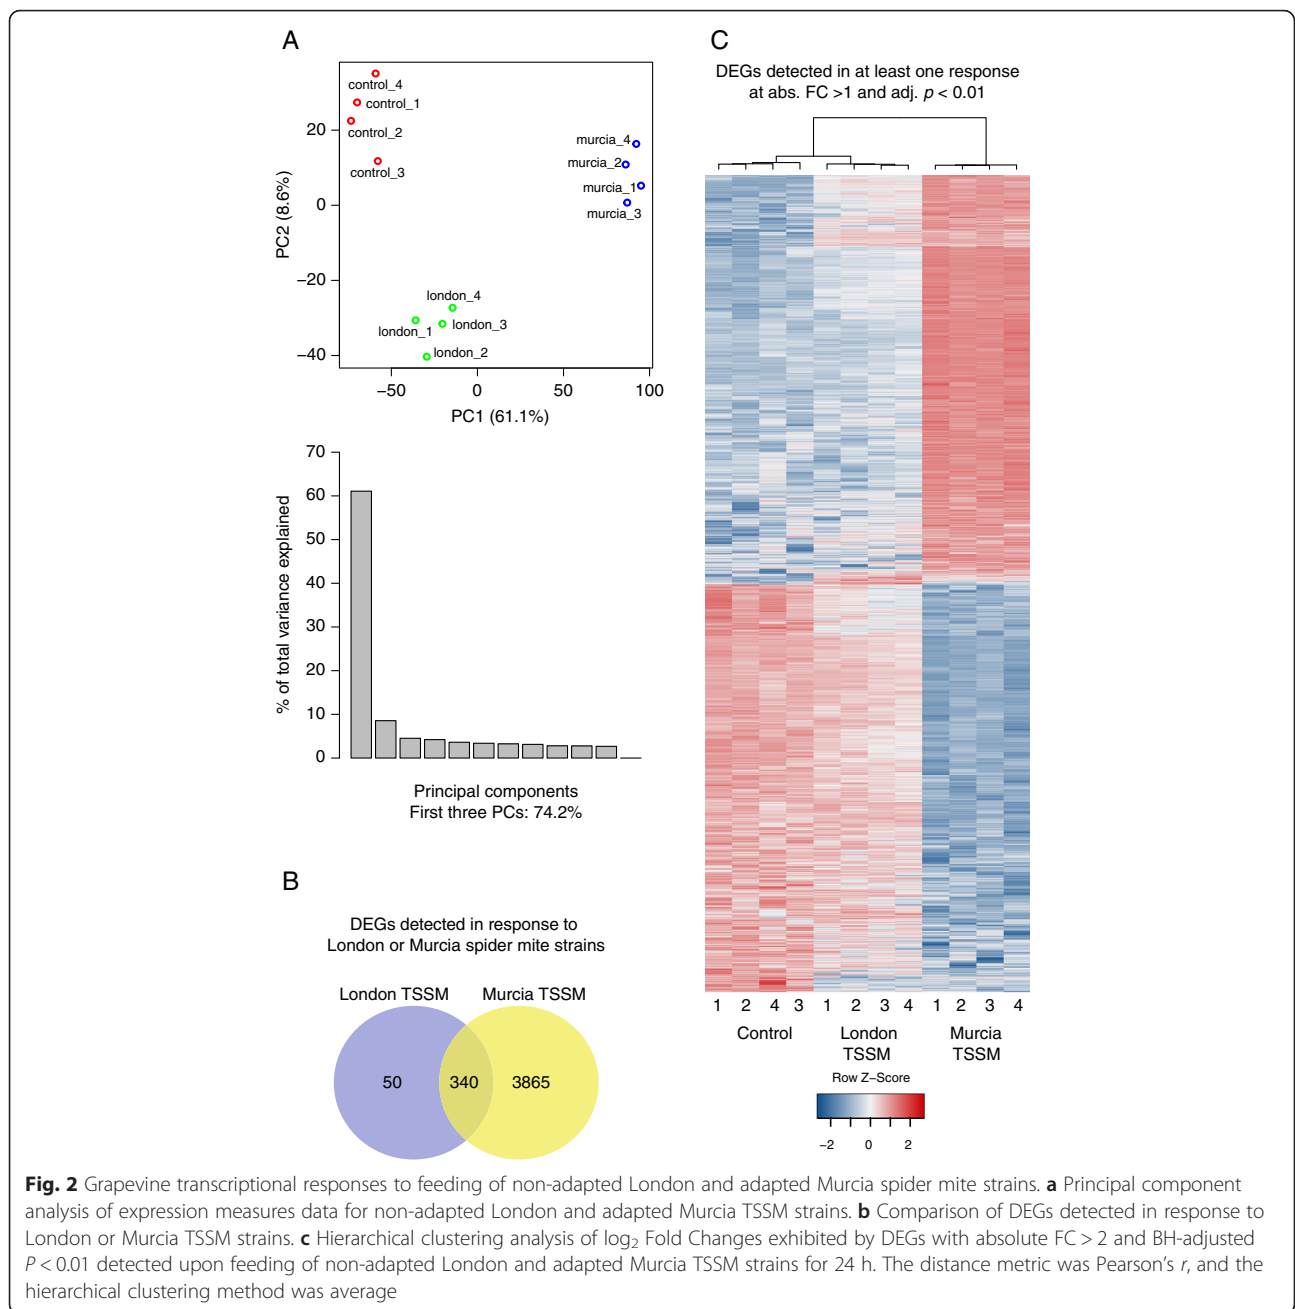 A
control_4
control_1
control_2
control_3
murcia_4
murcia_2
murcia_1
murcia_3
london_4
london_1
london_3
london_2
PC2 (8.6%)
20
0
−20
−40
−50
0
50
100
PC1 (61.1%)
% of total variance explained
70
60
50
40
30
20
10
0
Principal components
First three PCs: 74.2%
B
DEGs detected in response to
London or Murcia spider mite strains
London TSSM
Murcia TSSM
50
340
3865
C
DEGs detected in at least one response
at abs. FC >1 and adj. p < 0.01
1 2 4 3 1 2 3 4 1 2 3 4
Control
London
TSSM
Murcia
TSSM
Row Z−Score
−2 0 2
Fig. 2 Grapevine transcriptional responses to feeding of non-adapted London and adapted Murcia spider mite strains. a Principal component
analysis of expression measures data for non-adapted London and adapted Murcia TSSM strains. b Comparison of DEGs detected in response to
London or Murcia TSSM strains. c Hierarchical clustering analysis of log2 Fold Changes exhibited by DEGs with absolute FC > 2 and BH-adjusted
P < 0.01 detected upon feeding of non-adapted London and adapted Murcia TSSM strains for 24 h. The distance metric was Pearson's r, and the
hierarchical clustering method was average